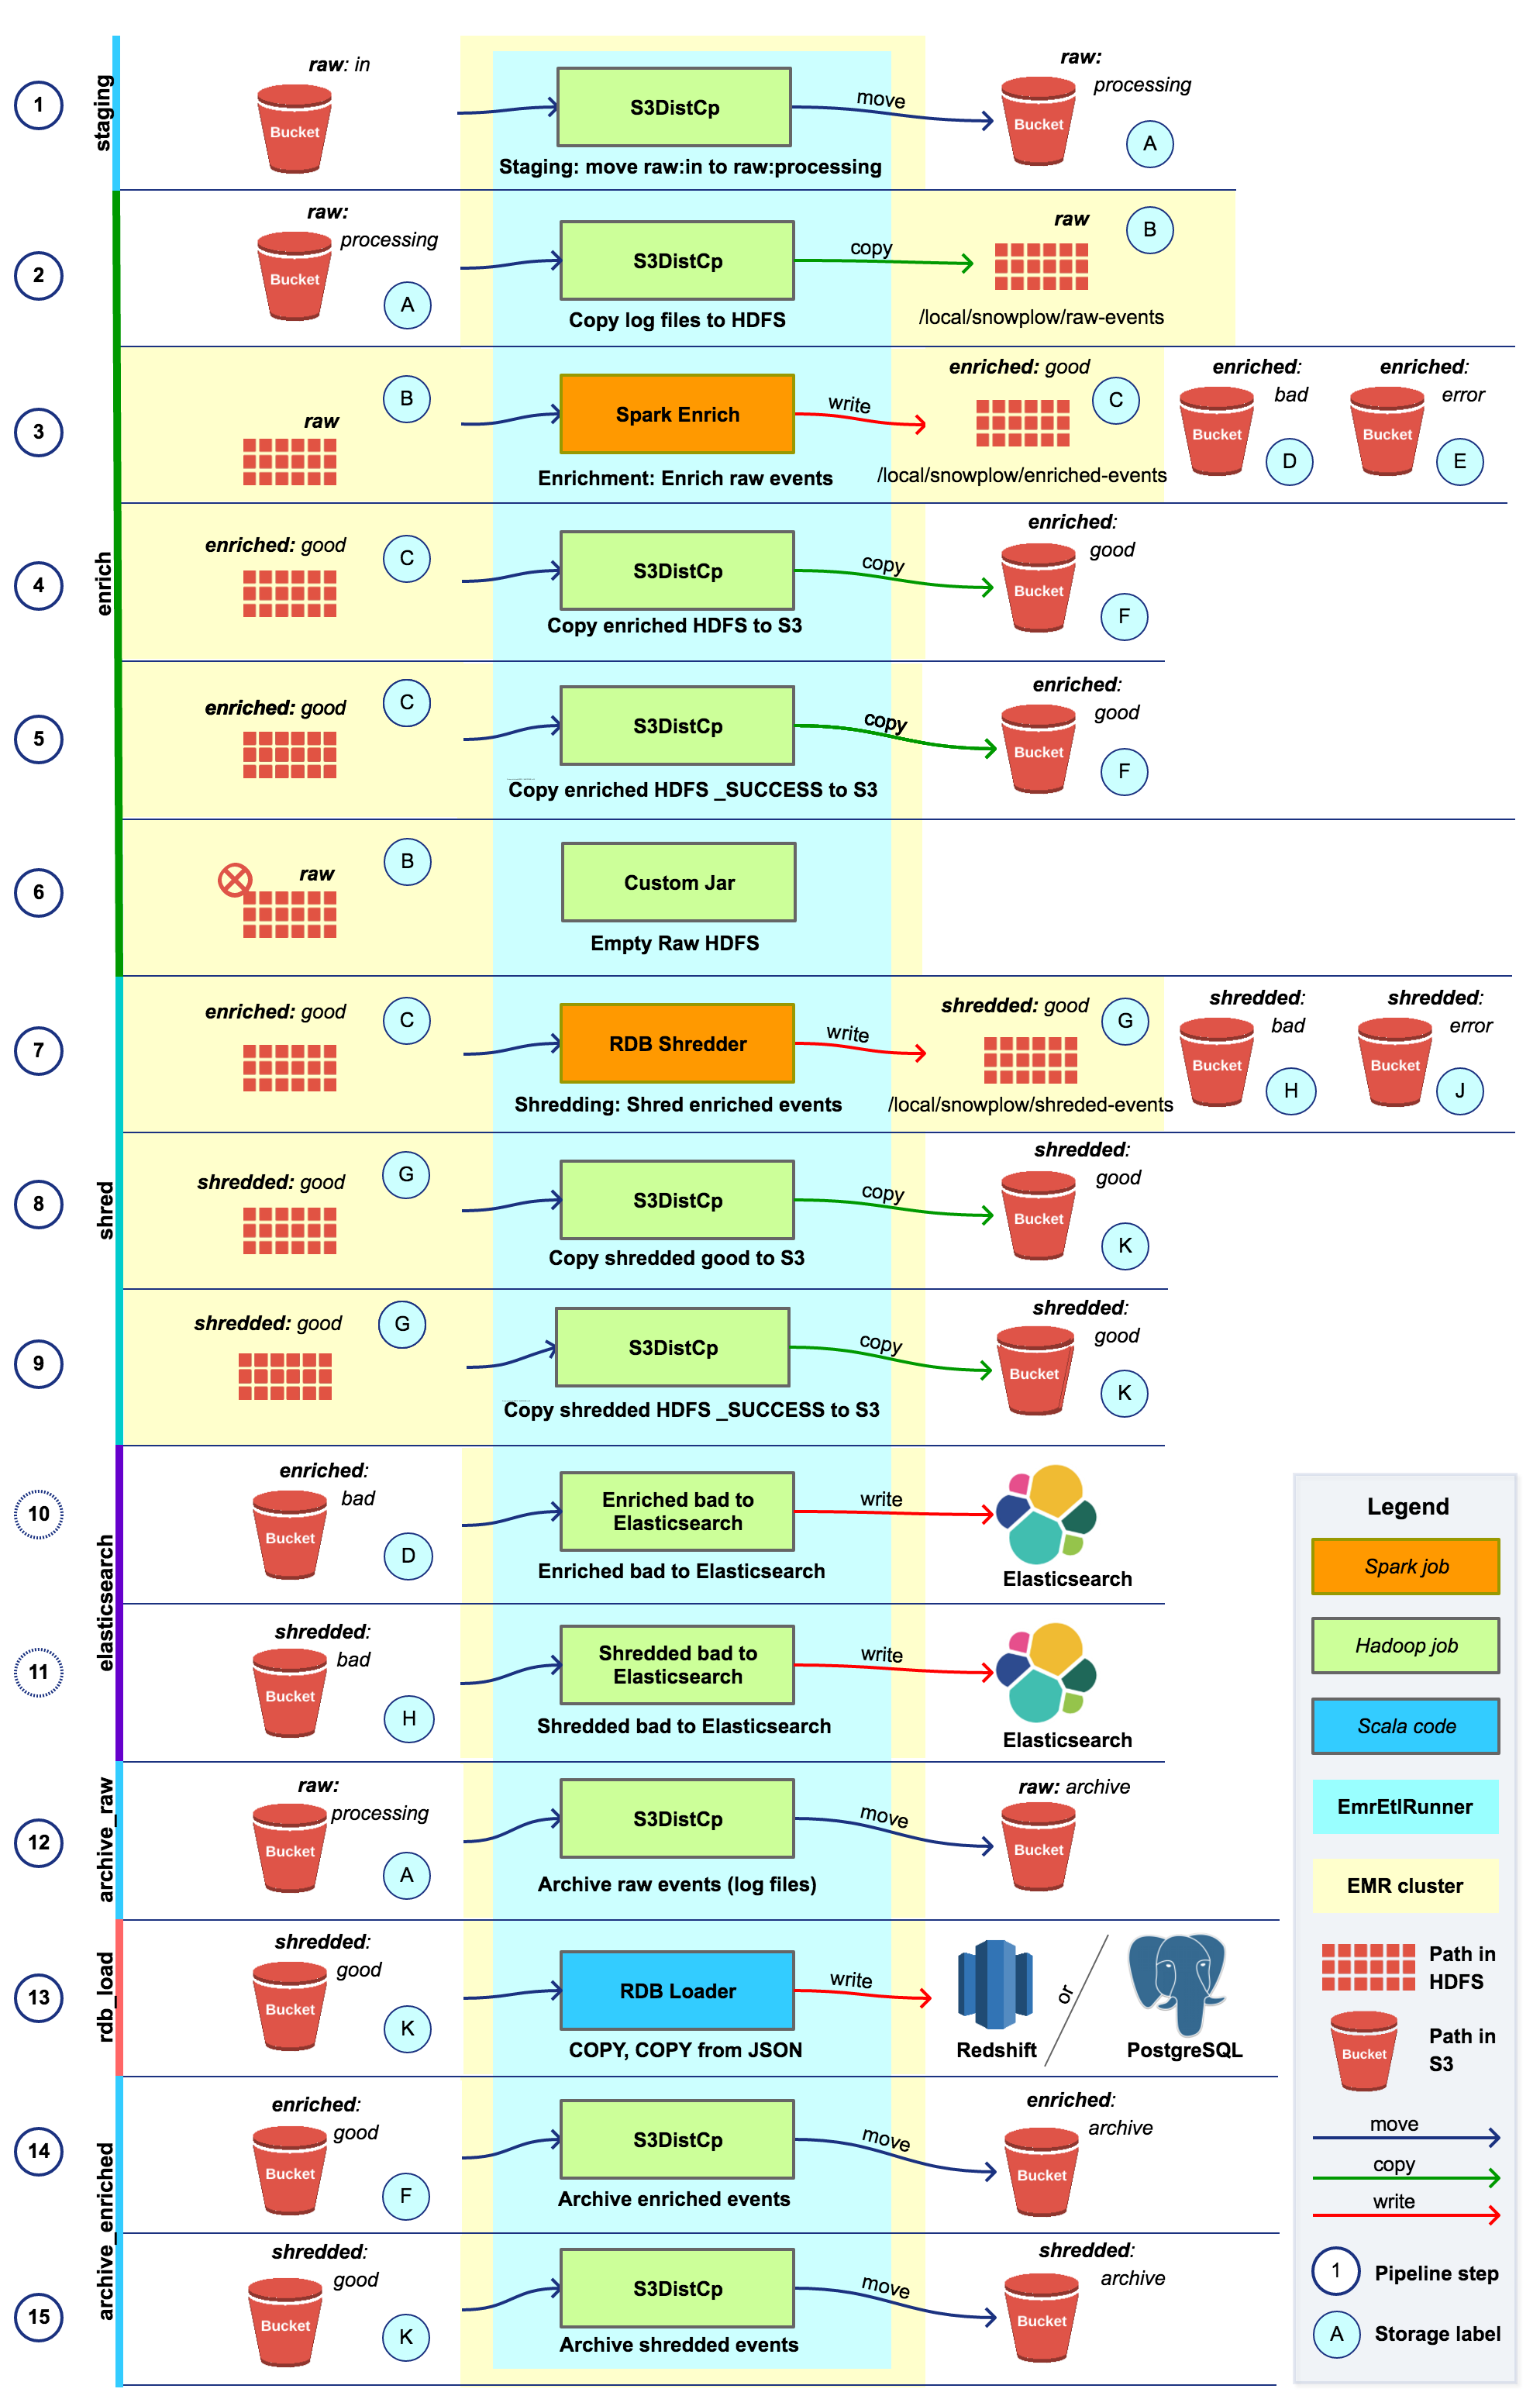 staging
1
raw: in
Bucket
S3DistCp
Staging: move raw:in to raw:processing
move
raw:
processing
Bucket
A
enrich
2
raw:
processing
Bucket
A
S3DistCp
Copy log files to HDFS
copy
raw
B
/local/snowplow/raw-events
3
raw
B
Spark Enrich
Enrichment: Enrich raw events
write
enriched: good
C
/local/snowplow/enriched-events
enriched:
bad
Bucket
D
enriched:
error
Bucket
E
4
enriched: good
C
S3DistCp
Copy enriched HDFS to S3
copy
enriched:
good
Bucket
F
5
enriched: good
C
S3DistCp
Copy enriched HDFS _SUCCESS to S3
copy
enriched:
good
Bucket
F
6
raw
B
Custom Jar
Empty Raw HDFS
shred
7
enriched: good
C
RDB Shredder
Shredding: Shred enriched events
write
shredded: good
G
/local/snowplow/shreded-events
shredded:
bad
Bucket
H
shredded:
error
Bucket
J
8
shredded: good
G
S3DistCp
Copy shredded good to S3
copy
shredded:
good
Bucket
K
9
shredded: good
G
S3DistCp
Copy shredded HDFS _SUCCESS to S3
copy
shredded:
good
Bucket
K
elasticsearch
10
enriched:
bad
Bucket
D
Enriched bad to
Elasticsearch
Enriched bad to Elasticsearch
write
Elasticsearch
11
shredded:
bad
Bucket
H
Shredded bad to
Elasticsearch
Shredded bad to Elasticsearch
write
Elasticsearch
archive_raw
12
raw:
processing
Bucket
A
S3DistCp
Archive raw events (log files)
move
raw: archive
Bucket
rdb_load
13
shredded:
good
Bucket
K
RDB Loader
COPY, COPY from JSON
write
Redshift
or
PostgreSQL
archive_enriched
14
enriched:
good
Bucket
F
S3DistCp
Archive enriched events
move
enriched:
archive
Bucket
15
shredded:
good
Bucket
K
S3DistCp
Archive shredded events
move
shredded:
archive
Bucket
Legend
Spark job
Hadoop job
Scala code
EmrEtlRunner
EMR cluster
Path in
HDFS
Bucket
Path in
S3
move
copy
write
1
Pipeline step
A
Storage label